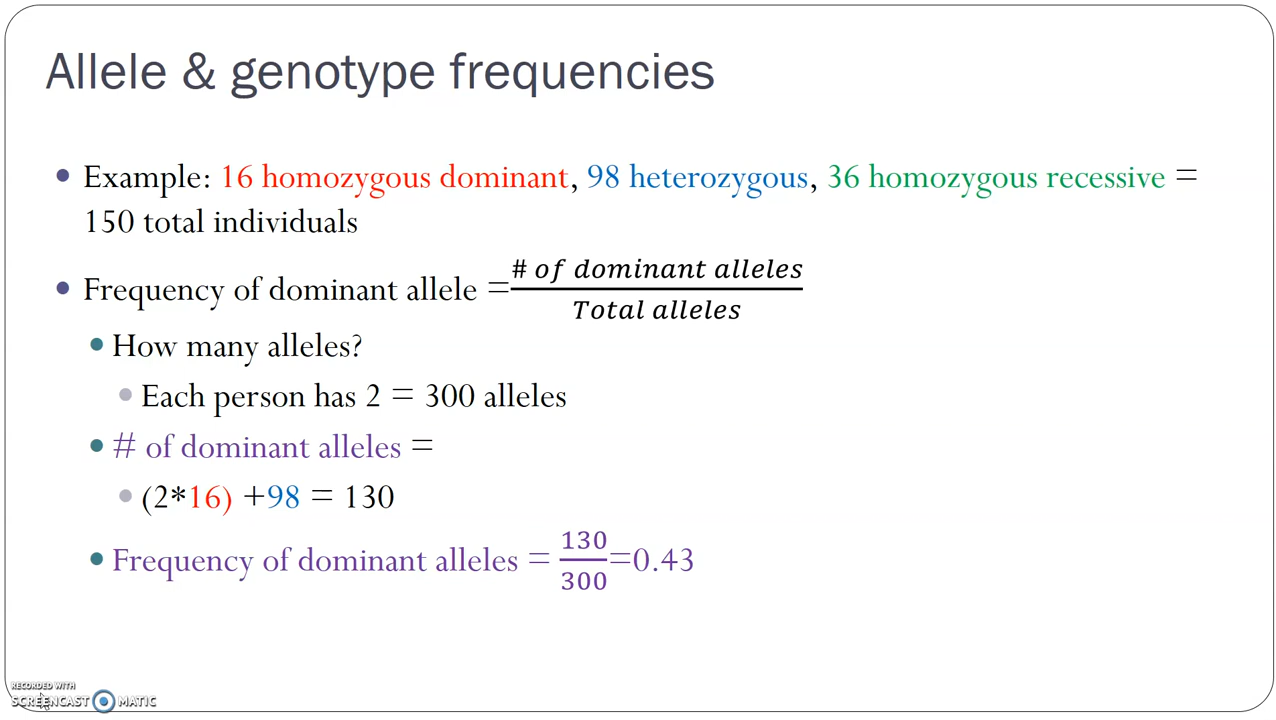 Allele & genotype frequencies
• Example: 16 homozygous dominant, 98 heterozygous, 36 homozygous recessive =
150 total individuals
• Frequency of dominant allele = # of dominant alleles / Total alleles
• How many alleles?
• Each person has 2 = 300 alleles
• # of dominant alleles =
• (2*16) +98 = 130
• Frequency of dominant alleles = 130/300 =0.43
RECORDED WITH
SCREENCAST MATIC